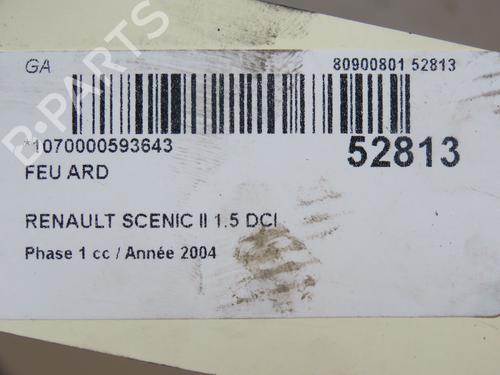 GA 80900801 52813
*1070000593643 52813
FEU ARD
RENAULT SCENIC II 1.5 DCI
Phase 1 cc / Année 2004
B-PARTS